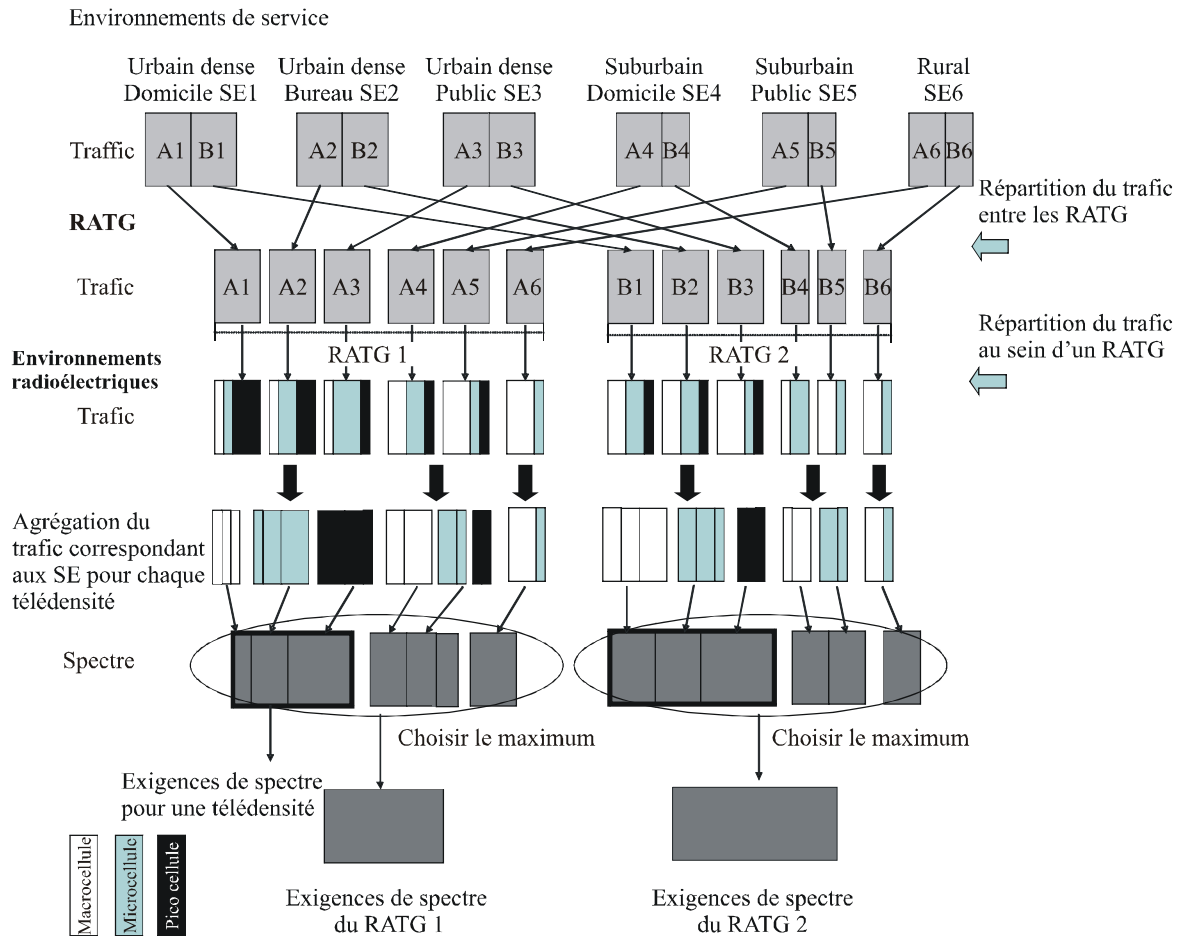 Environnements de service
Urbain dense
Domicile SE1
Urbain dense
Bureau SE2
Urbain dense
Public SE3
Suburbain
Domicile SE4
Suburbain
Public SE5
Rural
SE6
Traffic
A1 B1
A2 B2
A3 B3
A4 B4
A5 B5
A6 B6
RATG
Répartition du trafic
entre les RATG
Trafic
A1
A2
A3
A4
A5
A6
B1
B2
B3
B4
B5
B6
Répartition du trafic
au sein d'un RATG
RATG 1
RATG 2
Environnements
radioélectriques
Trafic
Agrégation du
trafic correspondant
aux SE pour chaque
télédensité
Spectre
Choisir le maximum
Choisir le maximum
Exigences de spectre
pour une télédensité
Macrocellule
Microcellule
Pico cellule
Exigences de spectre
du RATG 1
Exigences de spectre
du RATG 2